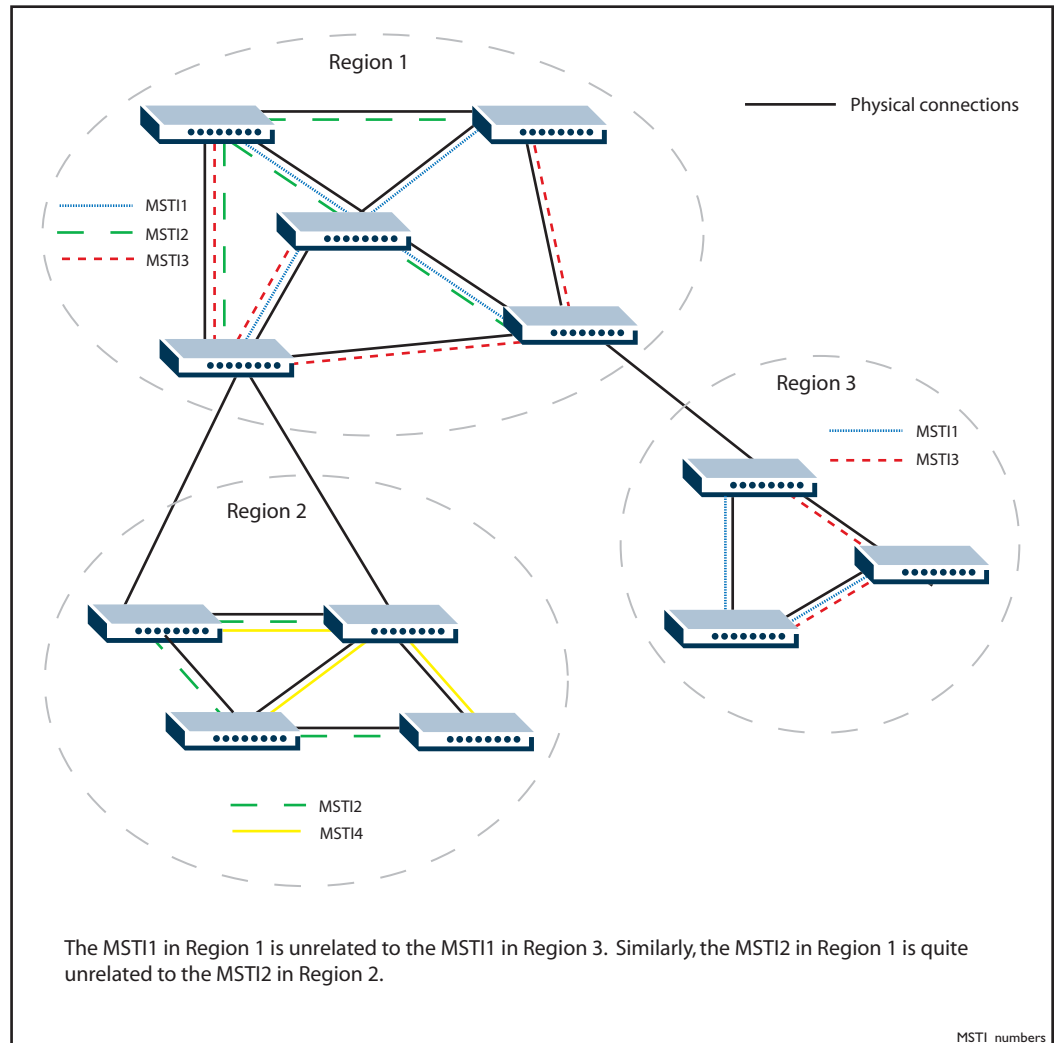 Region 1
Physical connections
MSTI1
MSTI2
MSTI3
Region 3
MSTI1
MSTI3
Region 2
MSTI2
MSTI4
The MSTI1 in Region 1 is unrelated to the MSTI1 in Region 3. Similarly, the MSTI2 in Region 1 is quite
unrelated to the MSTI2 in Region 2.
MSTI_numbers